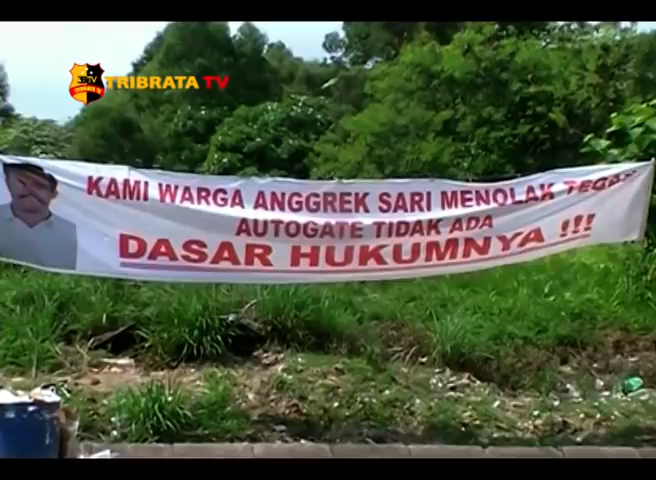 TRIBRATA TV
KAMI WARGA ANGGREK SARI MENOLAK TEGAS
AUTOGATE TIDAK ADA
DASAR HUKUMNYA !!!